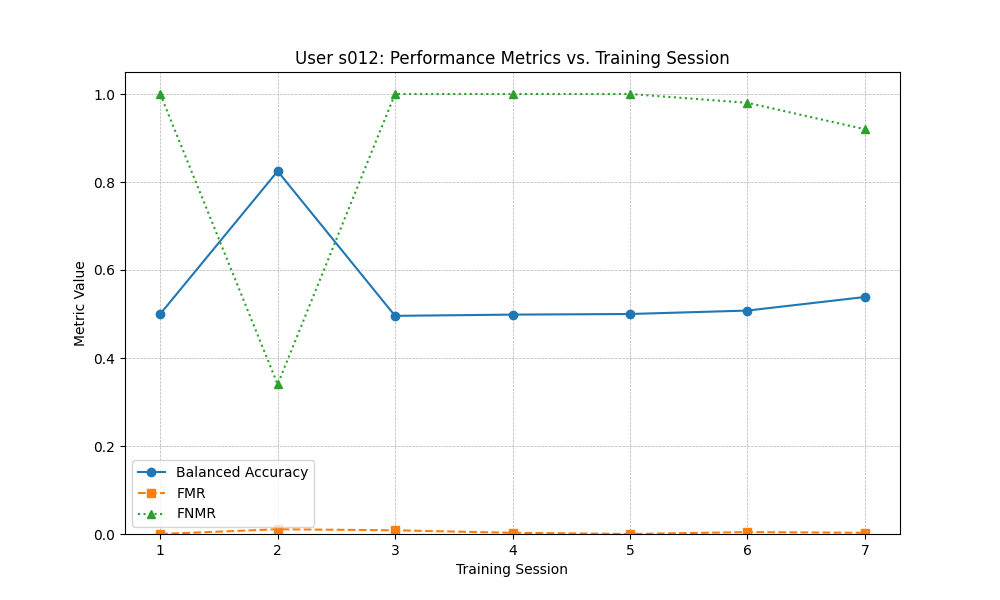 User s012: Performance Metrics vs. Training Session
Metric Value
1.0
0.8
0.6
0.4
0.2
0.0
Balanced Accuracy
FMR
FNMR
1 2 3 4 5 6 7
Training Session